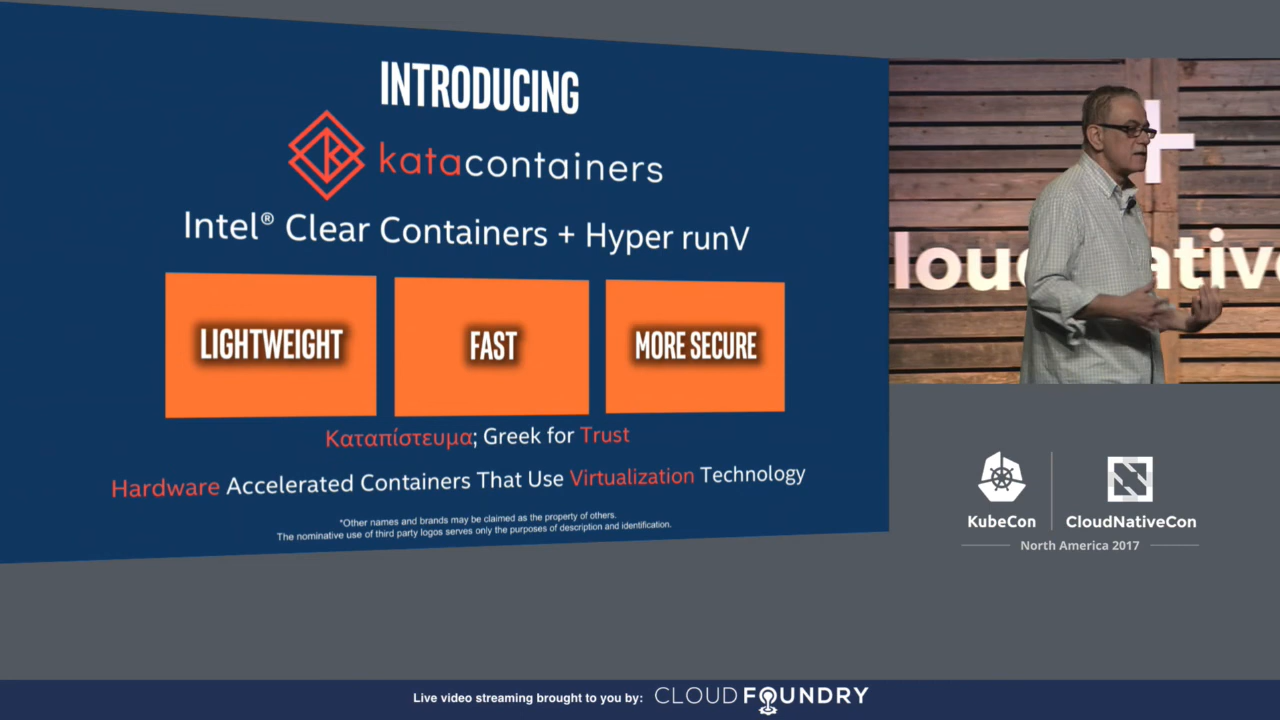 INTRODUCING
katacontainers
Intel® Clear Containers + Hyper runV
LIGHTWEIGHT
FAST
MORE SECURE
Καταπίστευμα; Greek for Trust
Hardware Accelerated Containers That Use Virtualization Technology
*Other names and brands may be claimed as the property of others.
The nominative use of third party logos serves only the purposes of description and identification.
+
KubeCon
CloudNativeCon
North America 2017
Live video streaming brought to you by: CLOUD FOUNDRY